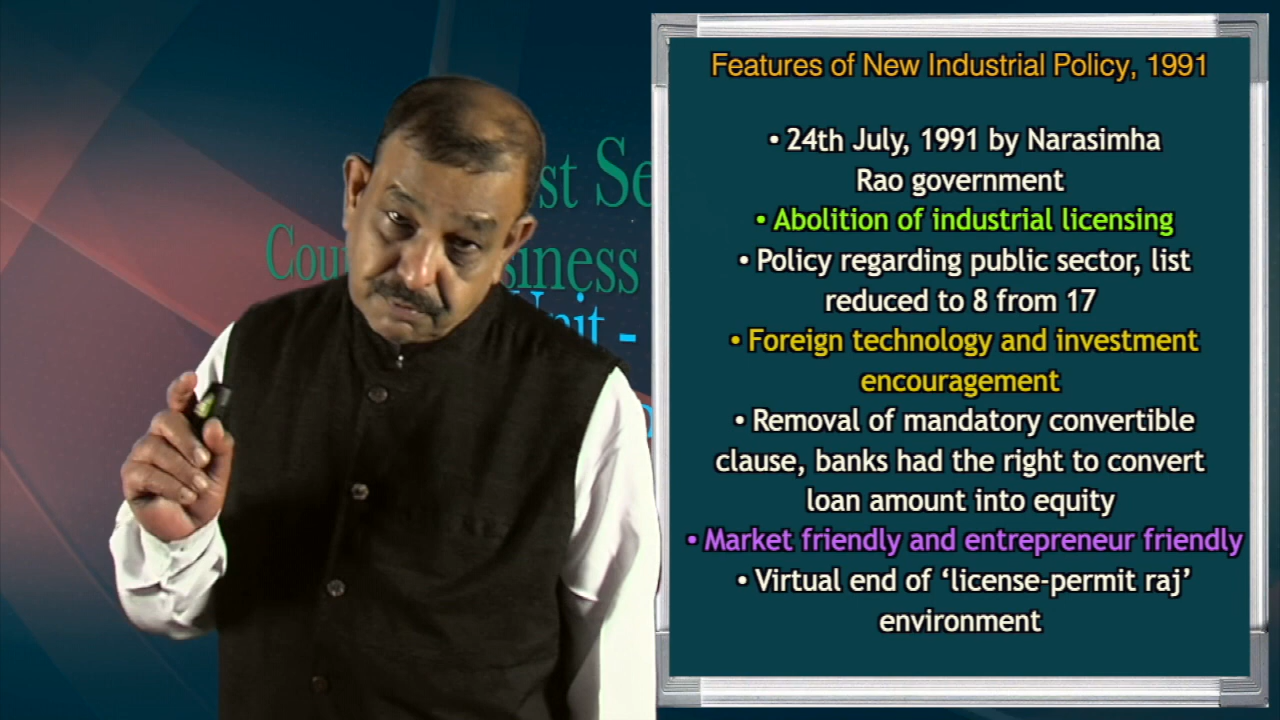 Features of New Industrial Policy, 1991
• 24th July, 1991 by Narasimha
Rao government
• Abolition of industrial licensing
• Policy regarding public sector, list
reduced to 8 from 17
• Foreign technology and investment
encouragement
• Removal of mandatory convertible
clause, banks had the right to convert
loan amount into equity
• Market friendly and entrepreneur friendly
• Virtual end of ‘license-permit raj’
environment
Unit -